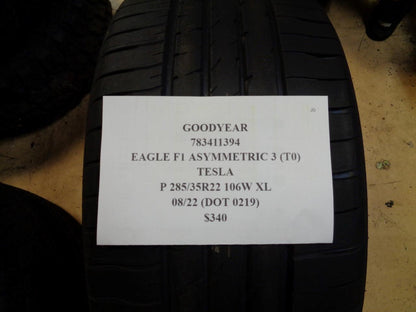 GOODYEAR
783411394
EAGLE F1 ASYMMETRIC 3 (T0)
TESLA
P 285/35R22 106W XL
08/22 (DOT 0219)
$340